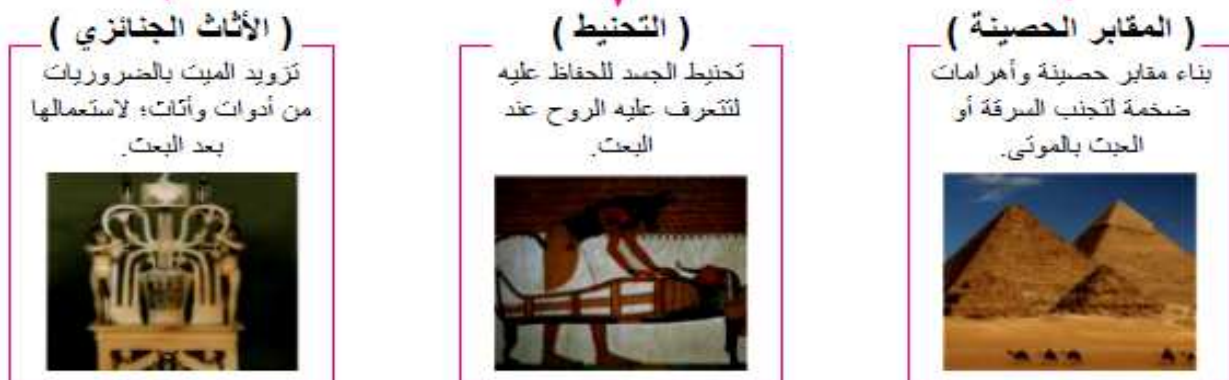 ( المقابر الحصينة )
بناء مقابر حصينة وأهرامات
ضخمة لتجنب السرقة أو
العبث بالموتى.
( التحنيط )
تحنيط الجسد للحفاظ عليه
لتتعرف عليه الروح عند
البعث.
( الأثاث الجنائزي )
تزويد الميت بالضروريات
من أدوات وأثاث؛ لاستعمالها
بعد البعث.